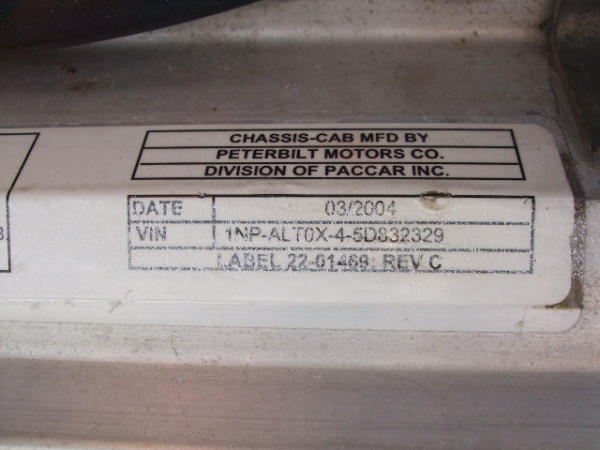 CHASSIS-CAB MFD BY
PETERBILT MOTORS CO.
DIVISION OF PACCAR INC.
DATE 03/2004
VIN 1NP-ALT0X-4-5D832329
LABEL 22-01469 REV C